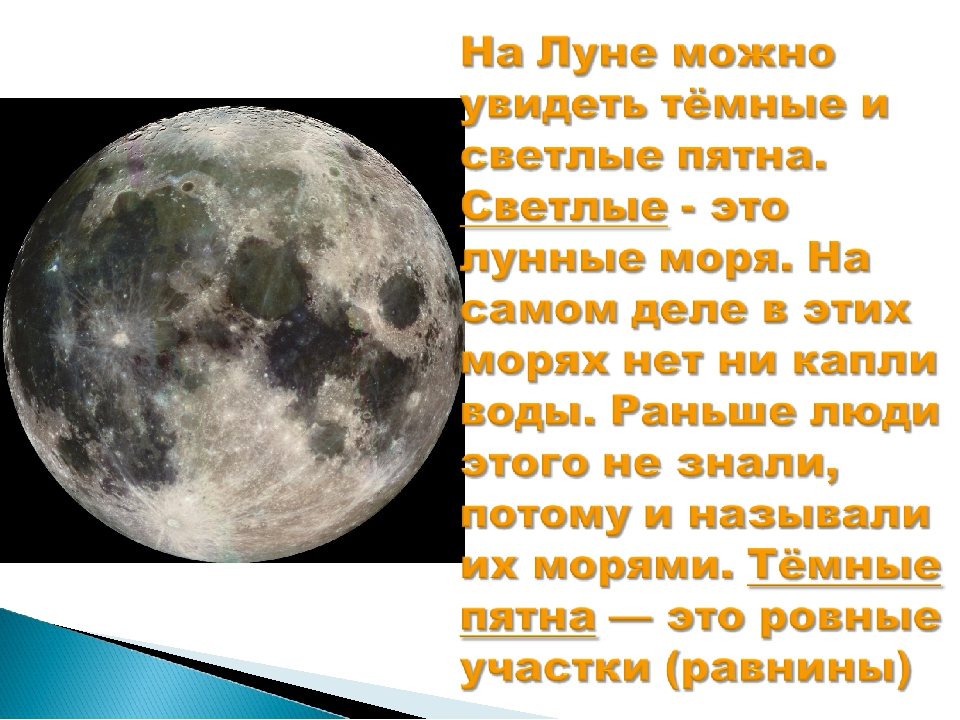 На Луне можно
увидеть тёмные и
светлые пятна.
Светлые - это
лунные моря. На
самом деле в этих
морях нет ни капли
воды. Раньше люди
этого не знали,
потому и называли
их морями. Тёмные
пятна — это ровные
участки (равнины)